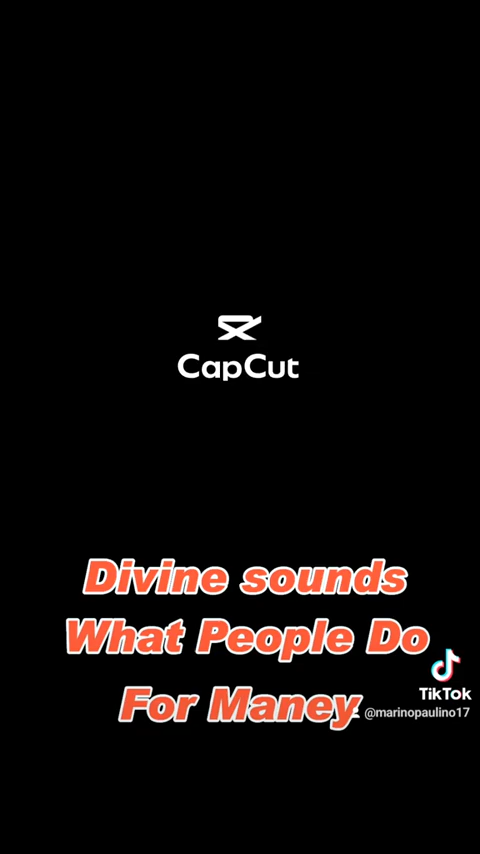 CapCut
Divine sounds
What People Do
For Maney
TikTok
@marinopaulino17